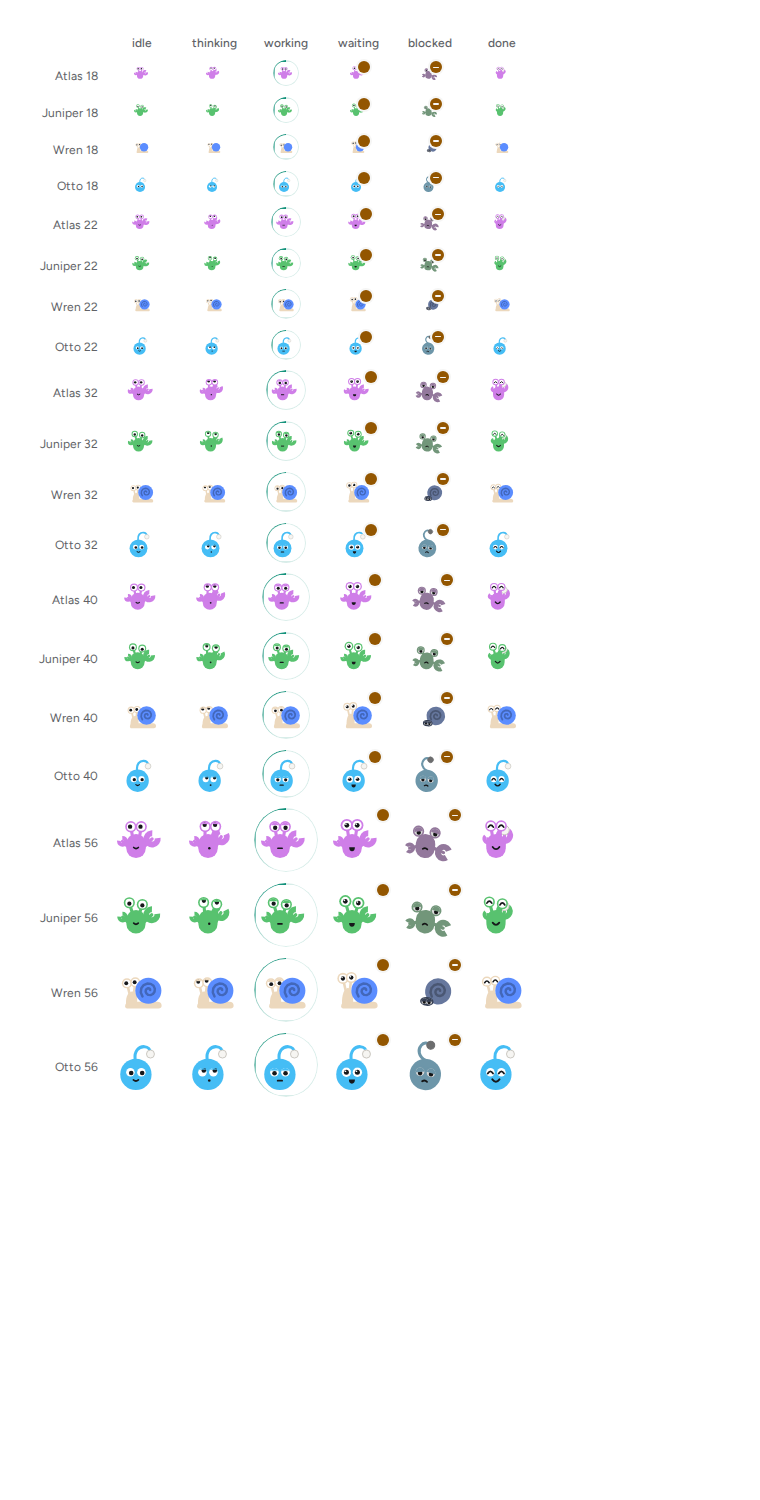 idle thinking working waiting blocked done
Atlas 18
Juniper 18
Wren 18
Otto 18
Atlas 22
Juniper 22
Wren 22
Otto 22
Atlas 32
Juniper 32
Wren 32
Otto 32
Atlas 40
Juniper 40
Wren 40
Otto 40
Atlas 56
Juniper 56
Wren 56
Otto 56